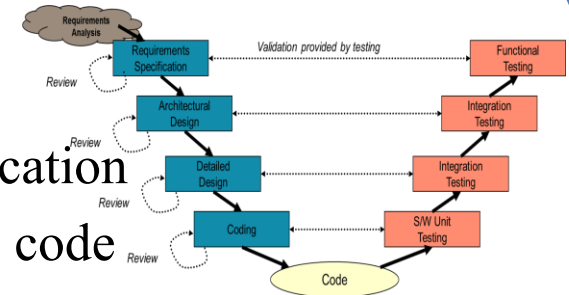 Requirements
Analysis
Requirements
Specification
Validation provided by testing
Functional
Testing
Review
Architectural
Design
Integration
Testing
Review
cation
Detailed
Design
Integration
Testing
Review
code
Coding
S/W Unit
Testing
Review
Code